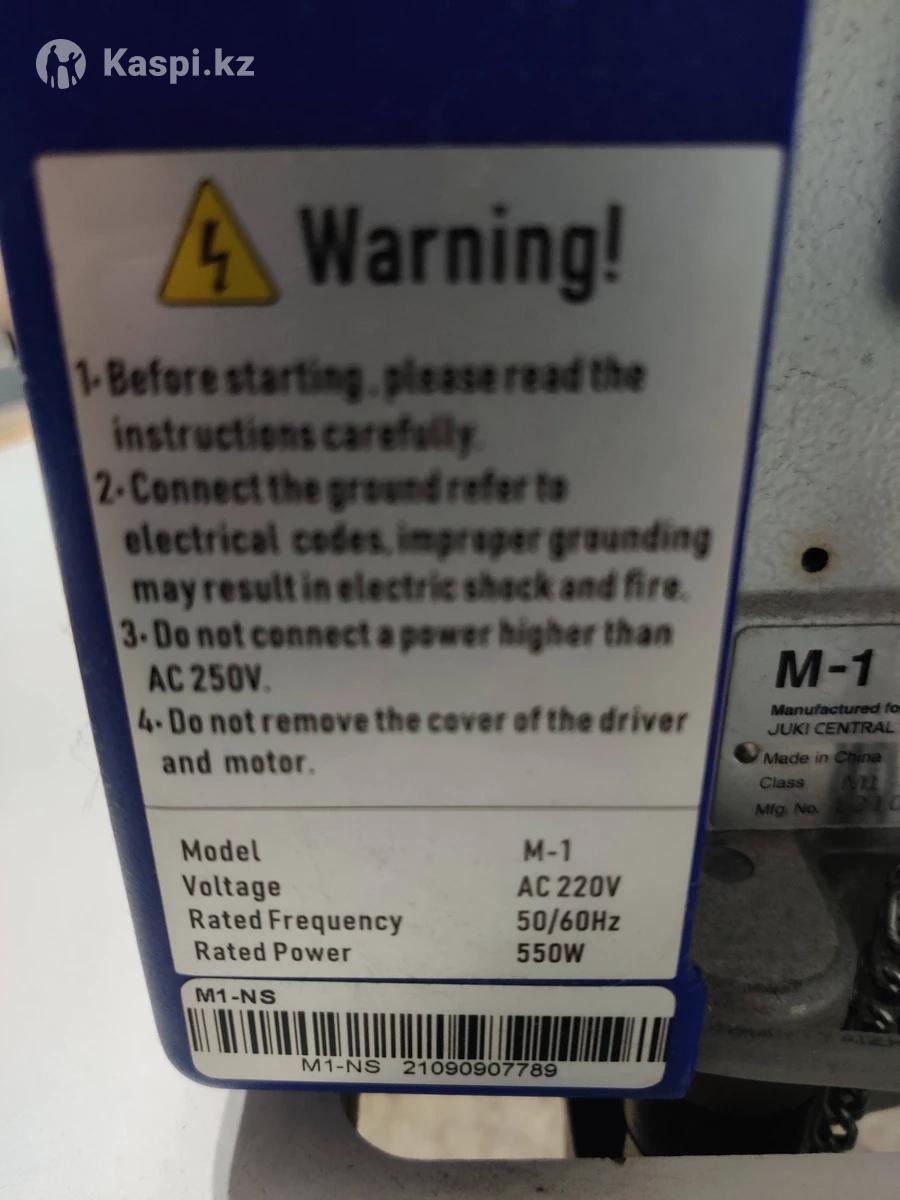 Kaspi.kz
Warning!
1. Before starting, please read the
instructions carefully.
2. Connect the ground refer to
electrical codes, improper grounding
may result in electric shock and fire.
3. Do not connect a power higher than
AC 250V.
4. Do not remove the cover of the driver
and motor.
Model M-1
Voltage AC 220V
Rated Frequency 50/60Hz
Rated Power 550W
M1-NS
M1-NS 21090907789
M-1
Manufactured fo
JUKI CENTRAL
Made in China
Class
Mfg. No.